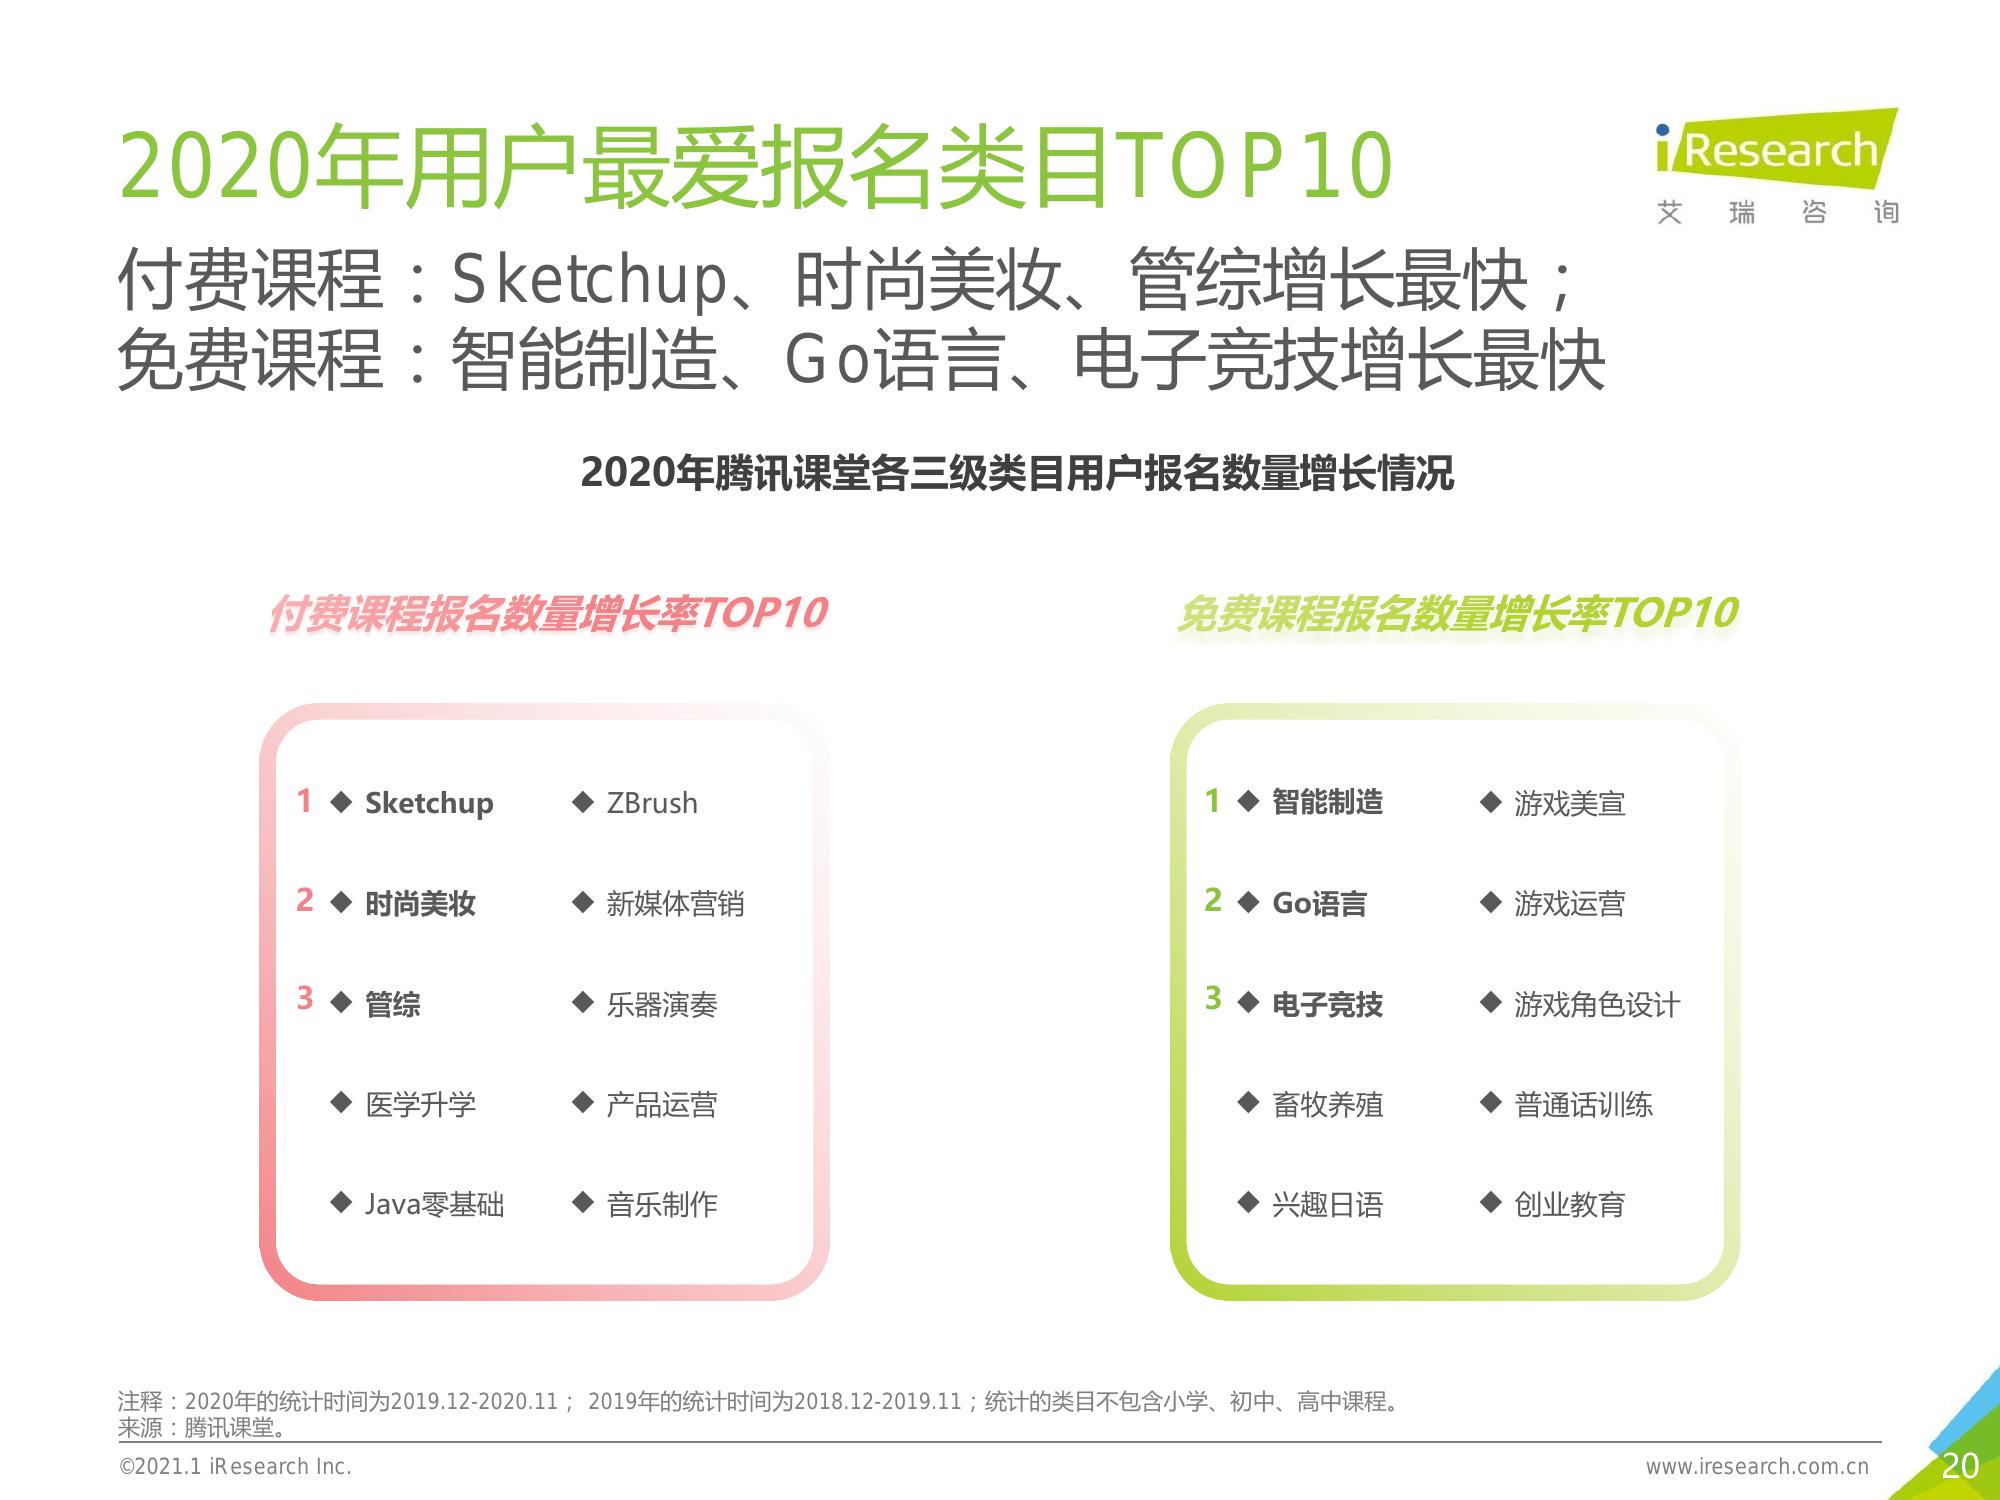 2020年用户最爱报名类目TOP10
iResearch
艾瑞咨询
付费课程：Sketchup、时尚美妆、管综增长最快；
免费课程：智能制造、Go语言、电子竞技增长最快
2020年腾讯课堂各三级类目用户报名数量增长情况
付费课程报名数量增长率TOP10
1 ◆ Sketchup
2 ◆ 时尚美妆
3 ◆ 管综
◆ 医学升学
◆ Java零基础
◆ ZBrush
◆ 新媒体营销
◆ 乐器演奏
◆ 产品运营
◆ 音乐制作
免费课程报名数量增长率TOP10
1 ◆ 智能制造
2 ◆ Go语言
3 ◆ 电子竞技
◆ 畜牧养殖
◆ 兴趣日语
◆ 游戏美宣
◆ 游戏运营
◆ 游戏角色设计
◆ 普通话训练
◆ 创业教育
注释：2020年的统计时间为2019.12-2020.11； 2019年的统计时间为2018.12-2019.11；统计的类目不包含小学、初中、高中课程。
来源：腾讯课堂。
©2021.1 iResearch Inc.
www.iresearch.com.cn
20